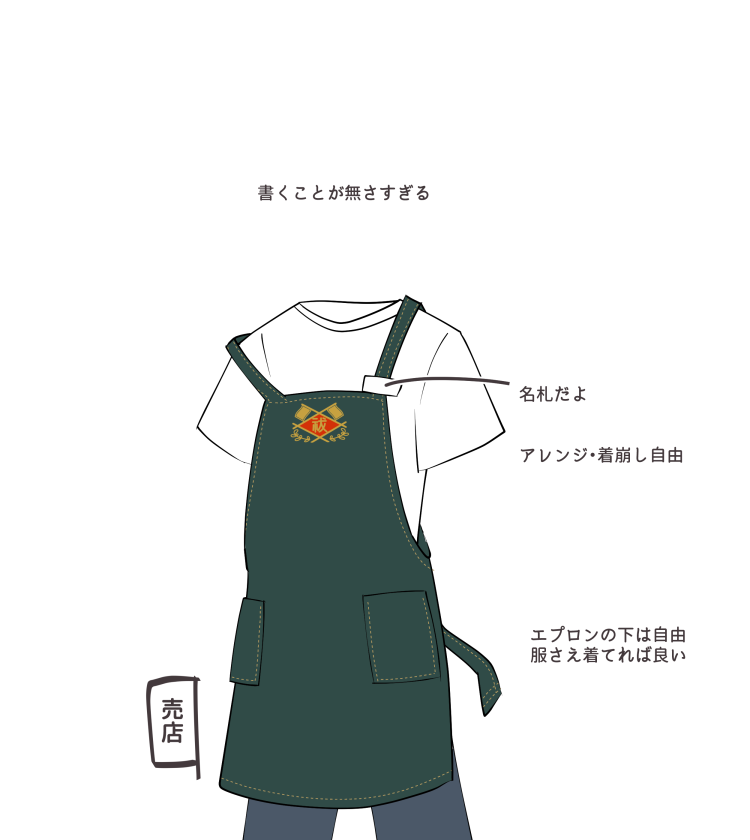 書くことが無さすぎる
名札だよ
祓
アレンジ・着崩し自由
エプロンの下は自由
服さえ着てれば良い
売店